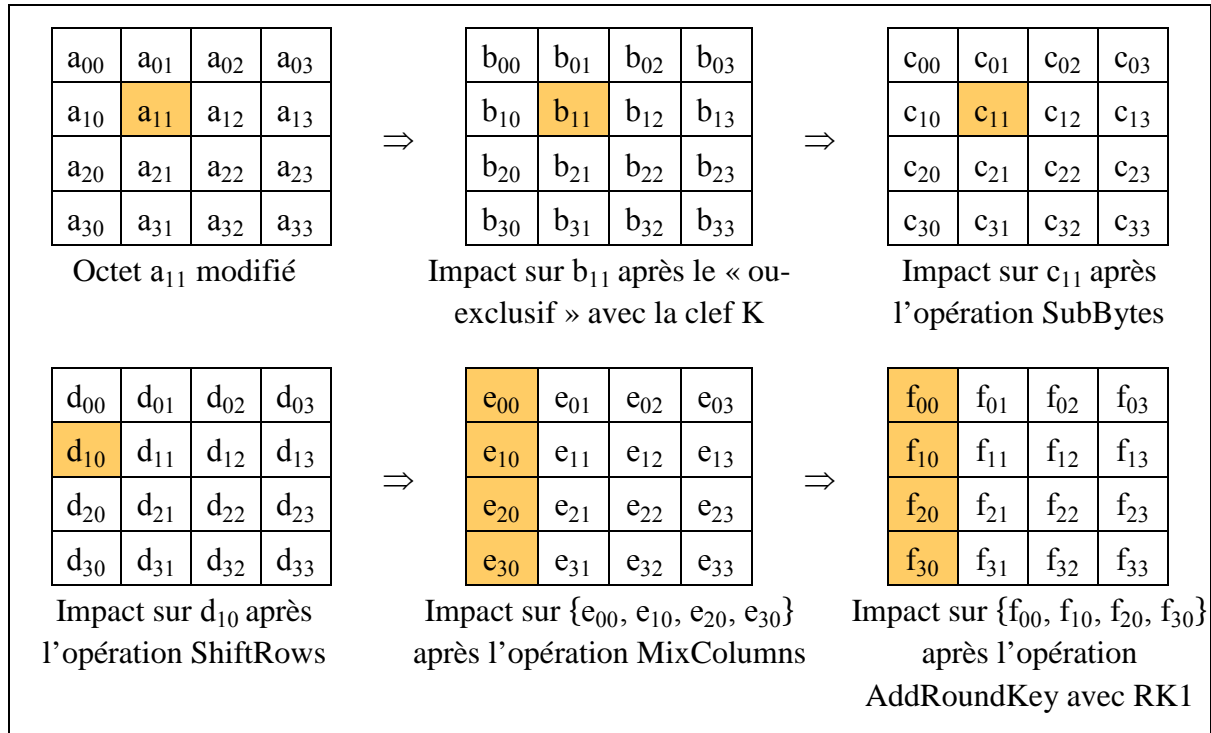 a00 a01 a02 a03 b00 b01 b02 b03 c00 c01 c02 c03
a10 a11 a12 a13 ⇒ b10 b11 b12 b13 ⇒ c10 c11 c12 c13
a20 a21 a22 a23 b20 b21 b22 b23 c20 c21 c22 c23
a30 a31 a32 a33 b30 b31 b32 b33 c30 c31 c32 c33
Octet a11 modifié
Impact sur b11 après le « ou-
exclusif » avec la clef K
Impact sur c11 après
l’opération SubBytes
d00 d01 d02 d03 e00 e01 e02 e03 f00 f01 f02 f03
d10 d11 d12 d13 ⇒ e10 e11 e12 e13 ⇒ f10 f11 f12 f13
d20 d21 d22 d23 e20 e21 e22 e23 f20 f21 f22 f23
d30 d31 d32 d33 e30 e31 e32 e33 f30 f31 f32 f33
Impact sur d10 après
l’opération ShiftRows
Impact sur {e00, e10, e20, e30}
après l’opération MixColumns
Impact sur {f00, f10, f20, f30}
après l’opération
AddRoundKey avec RK1